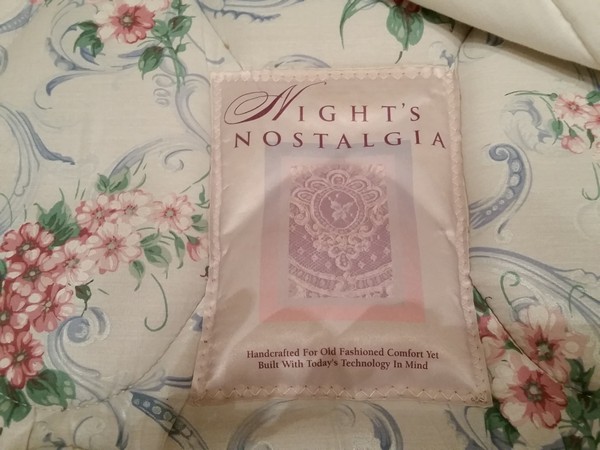 NIGHT'S
NOSTALGIA
Handcrafted For Old Fashioned Comfort Yet
Built With Today's Technology In Mind